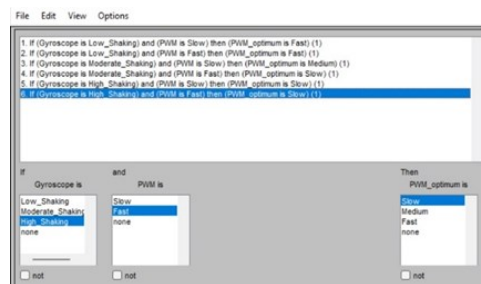 File Edit View Options
1. If (Gyroscope is Low_Shaking) and (PWM is Slow) then (PWM_optimum is Fast) (1)
2. If (Gyroscope is Low_Shaking) and (PWM is Fast) then (PWM_optimum is Fast) (1)
3. If (Gyroscope is Moderate_Shaking) and (PWM is Slow) then (PWM_optimum is Medium) (1)
4. If (Gyroscope is Moderate_Shaking) and (PWM is Fast) then (PWM_optimum is Slow) (1)
5. If (Gyroscope is High_Shaking) and (PWM is Slow) then (PWM_optimum is Slow) (1)
6. If (Gyroscope is High_Shaking) and (PWM is Fast) then (PWM_optimum is Slow) (1)
If and Then
Gyroscope is PWM is PWM_optimum is
Low_Shaking Slow Slow
Moderate_Shaking Fast Medium
High_Shaking none Fast
none none
not not not